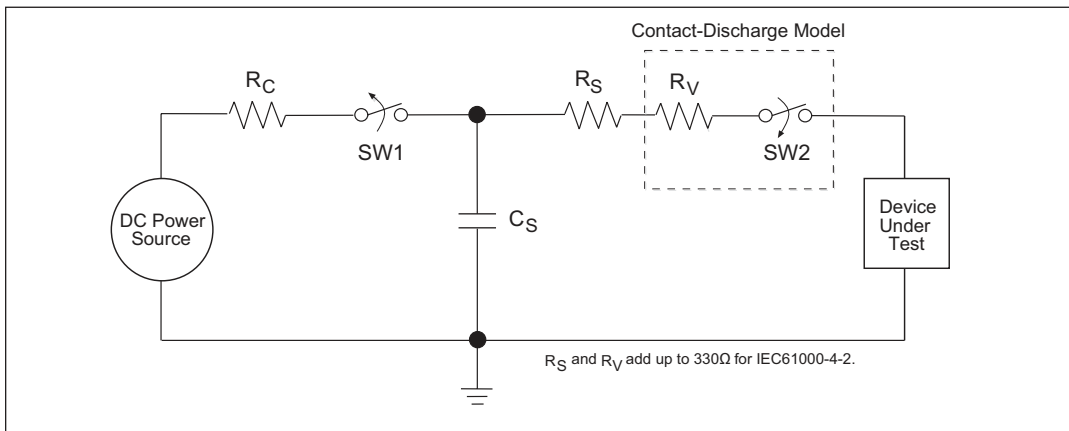 Contact-Discharge Model
RC
RS
RV
SW1
SW2
DC Power
Source
CS
Device
Under
Test
RS and RV add up to 330Ω for IEC61000-4-2.